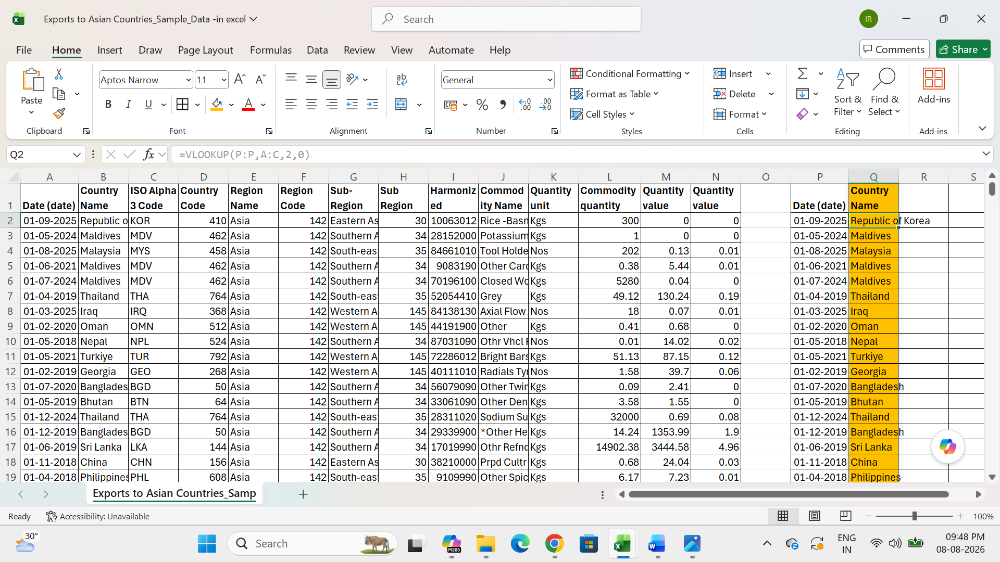 Exports to Asian Countries_Sample_Data -in excel
Search
IR
File Home Insert Draw Page Layout Formulas Data Review View Automate Help
Comments Share
Paste
Aptos Narrow 11
General
Conditional Formatting
Format as Table
Cell Styles
Insert
Delete
Format
Sort & Filter
Find & Select
Add-ins
Clipboard Font Alignment Number Styles Cells Editing Add-ins
Q2 fx =VLOOKUP(P:P,A:C,2,0)
A B C D E F G H I J K L M N O P Q R S
1 Date (date) Country Name ISO Alpha 3 Code Country Code Region Name Region Code Sub-Region Sub Region Harmoniz ed Commod ity Name Quantity unit Commodity quantity Quantity value Quantity value Date (date) Country Name
2 01-09-2025 Republic o KOR 410 Asia 142 Eastern As 30 10063012 Rice -Basn Kgs 300 0 0 01-09-2025 Republic of Korea
3 01-05-2024 Maldives MDV 462 Asia 142 Southern A 34 28152000 Potassium Kgs 1 0 0 01-05-2024 Maldives
4 01-08-2025 Malaysia MYS 458 Asia 142 South-east 35 84661010 Tool Holde Nos 202 0.13 0.01 01-08-2025 Malaysia
5 01-06-2021 Maldives MDV 462 Asia 142 Southern A 34 9083190 Other Card Kgs 0.38 5.44 0.01 01-06-2021 Maldives
6 01-07-2024 Maldives MDV 462 Asia 142 Southern A 34 70196100 Closed Wo Kgs 5280 0.04 0 01-07-2024 Maldives
7 01-04-2019 Thailand THA 764 Asia 142 South-east 35 52054410 Grey Kgs 49.12 130.24 0.19 01-04-2019 Thailand
8 01-03-2025 Iraq IRQ 368 Asia 142 Western A 145 84138130 Axial Flow Nos 18 0.07 0.01 01-03-2025 Iraq
9 01-02-2020 Oman OMN 512 Asia 142 Western A 145 44191900 Other Kgs 0.41 0.68 0 01-02-2020 Oman
10 01-05-2018 Nepal NPL 524 Asia 142 Southern A 34 87031090 Othr Vhcl Nos 0.01 14.02 0.02 01-05-2018 Nepal
11 01-05-2021 Turkiye TUR 792 Asia 142 Western A 145 72286012 Bright Bars Kgs 51.13 87.15 0.12 01-05-2021 Turkiye
12 01-02-2019 Georgia GEO 268 Asia 142 Western A 145 40111010 Radials Tyr Nos 1.58 39.7 0.06 01-02-2019 Georgia
13 01-07-2020 Banglades BGD 50 Asia 142 Southern A 34 56079090 Other Twin Kgs 0.09 2.41 0 01-07-2020 Bangladesh
14 01-05-2019 Bhutan BTN 64 Asia 142 Southern A 34 33061090 Other Den Kgs 3.58 1.55 0 01-05-2019 Bhutan
15 01-12-2024 Thailand THA 764 Asia 142 South-east 35 28311020 Sodium Su Kgs 32000 0.69 0.08 01-12-2024 Thailand
16 01-12-2019 Banglades BGD 50 Asia 142 Southern A 34 29339900 *Other He Kgs 14.24 1353.99 1.9 01-12-2019 Bangladesh
17 01-06-2019 Sri Lanka LKA 144 Asia 142 Southern A 34 17019990 Othr Refnd Kgs 14902.38 3444.58 4.96 01-06-2019 Sri Lanka
18 01-11-2018 China CHN 156 Asia 142 Eastern As 30 38210000 Prpd Cultr Kgs 0.68 24.04 0.03 01-11-2018 China
19 01-04-2018 Philippines PHL 608 Asia 142 South-east 35 9109990 Other Spic Kgs 6.17 7.23 0.01 01-04-2018 Philippines
Exports to Asian Countries_Samp
Ready Accessibility: Unavailable 100%
30°
Search
M365
ENG
IN
09:48 PM
08-08-2026